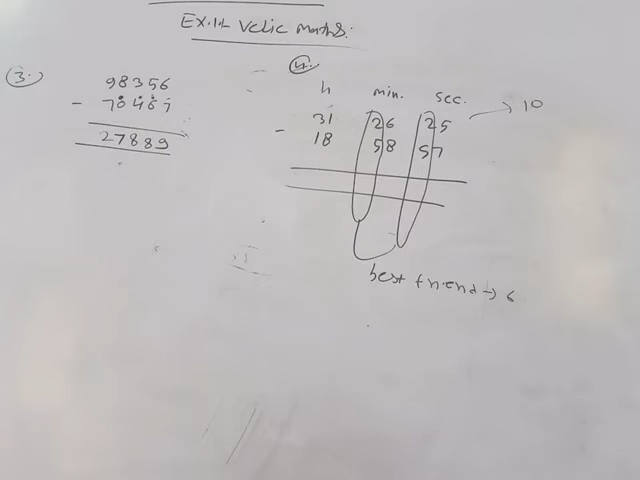 Ex.1.1 Vedic maths.
3.
98356
- 70467
27889
4.
h min. sec.
31 26 25 → 10
- 18 58 57
best friend → 6